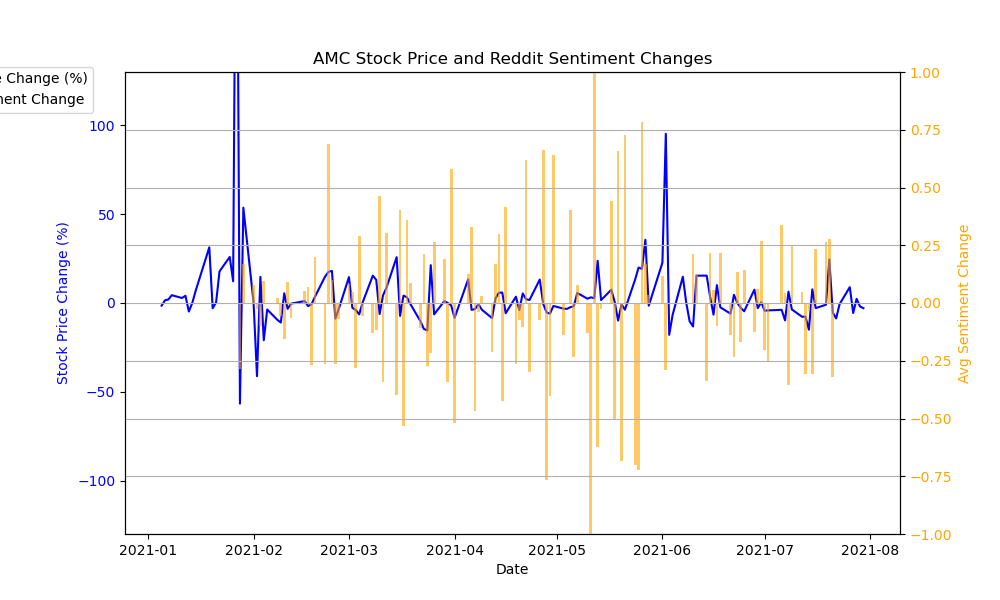 AMC Stock Price and Reddit Sentiment Changes
Change (%)
Change
100
50
0
−50
−100
Stock Price Change (%)
1.00
0.75
0.50
0.25
0.00
−0.25
−0.50
−0.75
−1.00
Avg Sentiment Change
2021-01 2021-02 2021-03 2021-04 2021-05 2021-06 2021-07 2021-08
Date